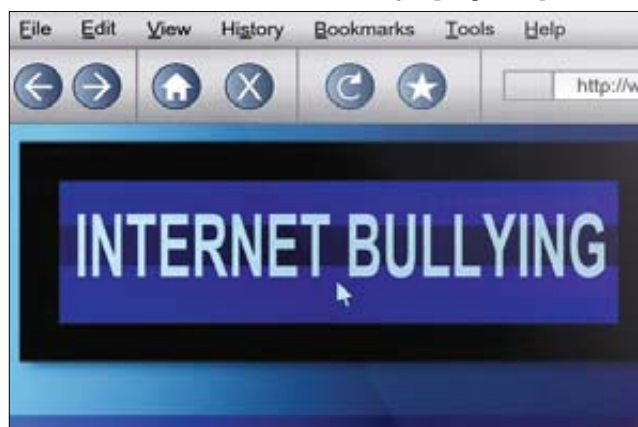 File Edit View History Bookmarks Tools Help
http://w
INTERNET BULLYING